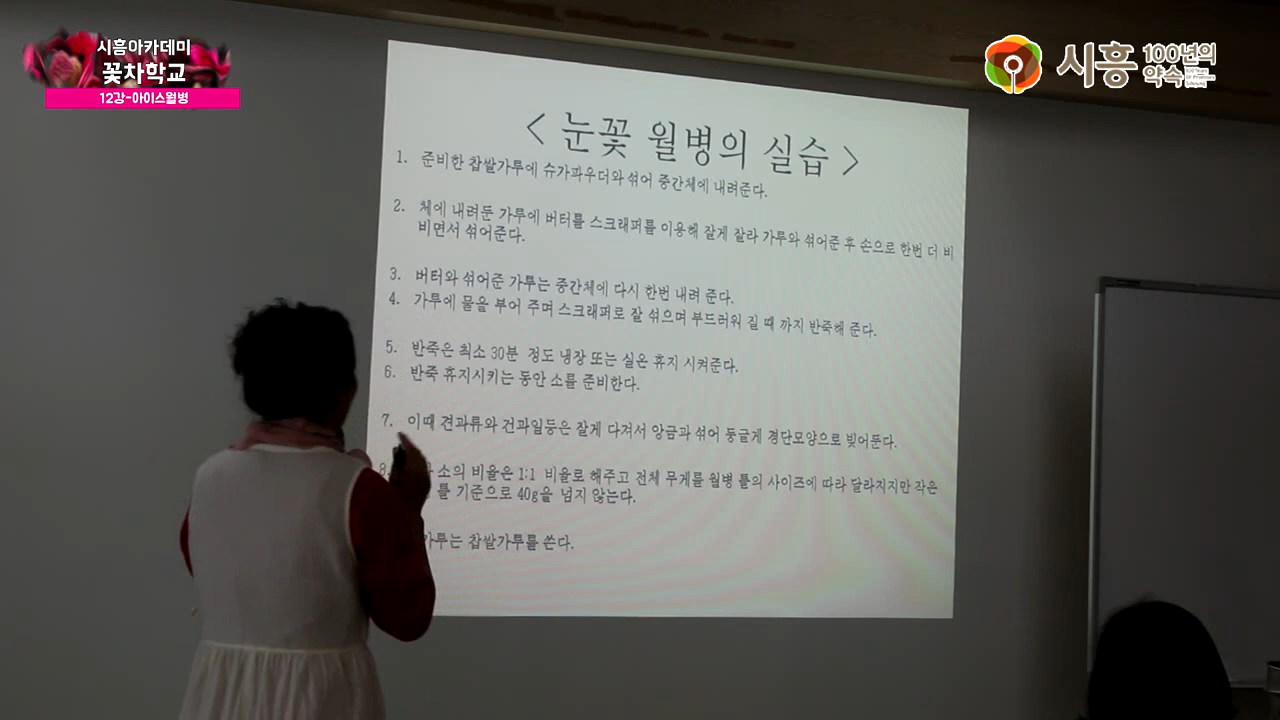 시흥아카데미
꽃차학교
12강-아이스월병
시흥 100년의
약속
< 눈꽃 월병의 실습 >
1. 준비한 찹쌀가루에 슈가파우더와 섞어 중간체에 내려준다.
2. 체에 내려둔 가루에 버터를 스크래퍼를 이용해 잘게 잘라 가루와 섞어준 후 손으로 한번 더 비
비면서 섞어준다.
3. 버터와 섞어준 가루는 중간체에 다시 한번 내려 준다.
4. 가루에 물을 부어 주며 스크래퍼로 잘 섞으며 부드러워 질 때 까지 반죽해 준다.
5. 반죽은 최소 30분 정도 냉장 또는 실온 휴지 시켜준다.
6. 반죽 휴지시키는 동안 소를 준비한다.
7. 이때 견과류와 건과일등은 잘게 다져서 앙금과 섞어 둥글게 경단모양으로 빚어둔다.
8. 소의 비율은 1:1 비율로 해주고 전체 무게를 월병 틀의 사이즈에 따라 달라지지만 작은
틀 기준으로 40g을 넘지 않는다.
가루는 찹쌀가루를 쓴다.